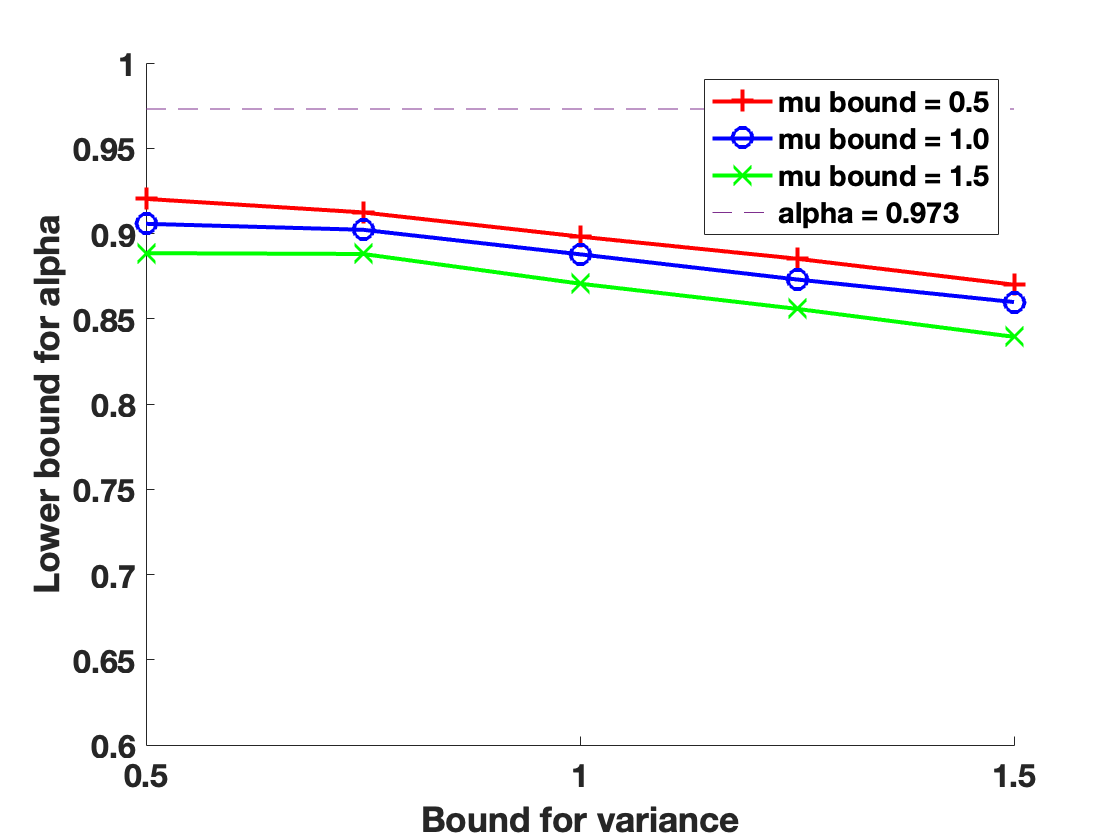 1
0.95
0.9
0.85
0.8
0.75
0.7
0.65
0.6
Lower bound for alpha
0.5
1
1.5
Bound for variance
mu bound = 0.5
mu bound = 1.0
mu bound = 1.5
alpha = 0.973